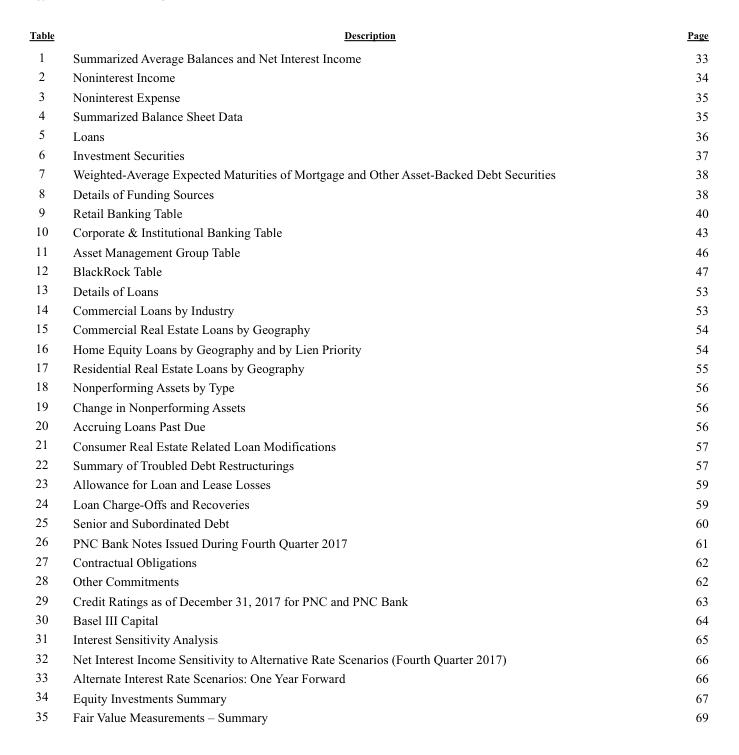 Table Description Page
1 Summarized Average Balances and Net Interest Income 33
2 Noninterest Income 34
3 Noninterest Expense 35
4 Summarized Balance Sheet Data 35
5 Loans 36
6 Investment Securities 37
7 Weighted-Average Expected Maturities of Mortgage and Other Asset-Backed Debt Securities 38
8 Details of Funding Sources 38
9 Retail Banking Table 40
10 Corporate & Institutional Banking Table 43
11 Asset Management Group Table 46
12 BlackRock Table 47
13 Details of Loans 53
14 Commercial Loans by Industry 53
15 Commercial Real Estate Loans by Geography 54
16 Home Equity Loans by Geography and by Lien Priority 54
17 Residential Real Estate Loans by Geography 55
18 Nonperforming Assets by Type 56
19 Change in Nonperforming Assets 56
20 Accruing Loans Past Due 56
21 Consumer Real Estate Related Loan Modifications 57
22 Summary of Troubled Debt Restructurings 57
23 Allowance for Loan and Lease Losses 59
24 Loan Charge-Offs and Recoveries 59
25 Senior and Subordinated Debt 60
26 PNC Bank Notes Issued During Fourth Quarter 2017 61
27 Contractual Obligations 62
28 Other Commitments 62
29 Credit Ratings as of December 31, 2017 for PNC and PNC Bank 63
30 Basel III Capital 64
31 Interest Sensitivity Analysis 65
32 Net Interest Income Sensitivity to Alternative Rate Scenarios (Fourth Quarter 2017) 66
33 Alternate Interest Rate Scenarios: One Year Forward 66
34 Equity Investments Summary 67
35 Fair Value Measurements – Summary 69